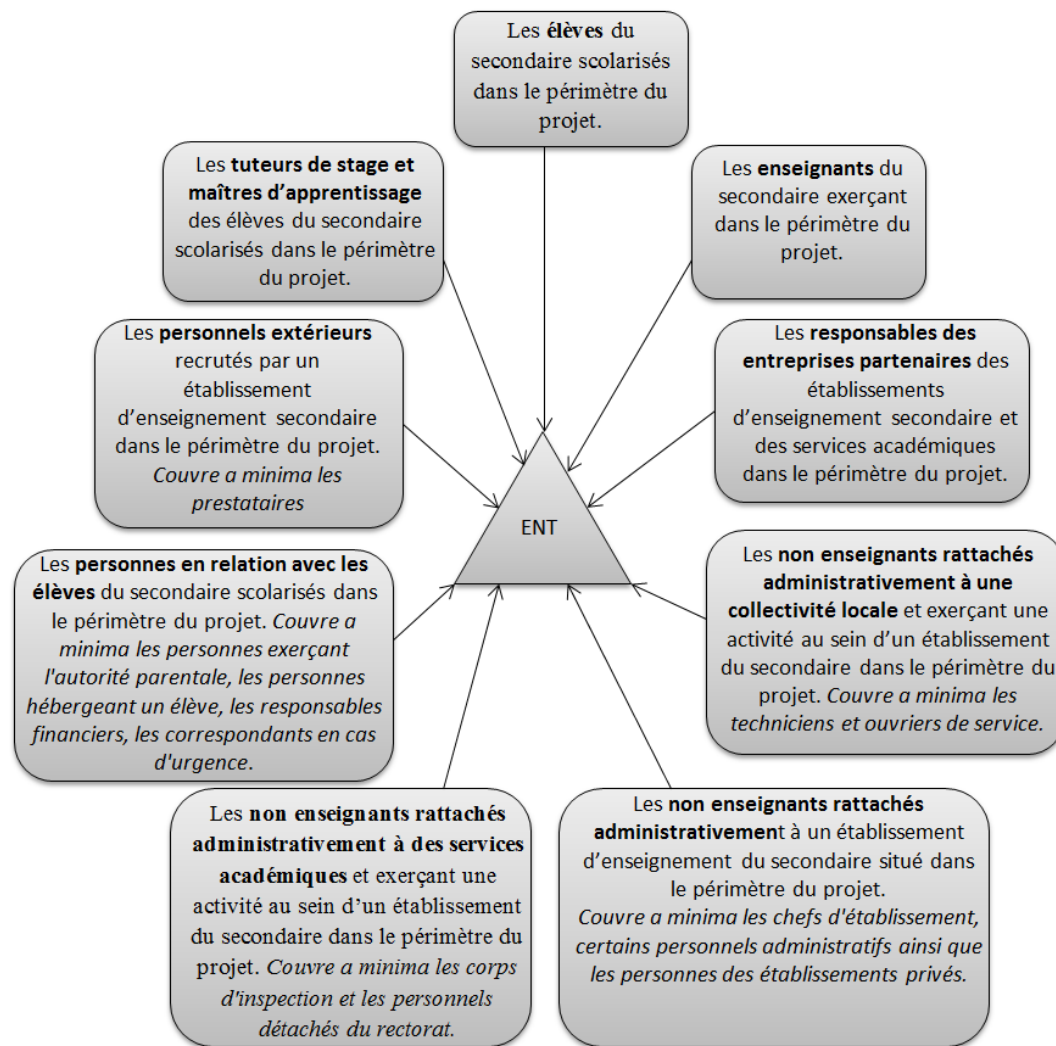 Les élèves du
secondaire scolarisés
dans le périmètre du
projet.
Les tuteurs de stage et
maîtres d’apprentissage
des élèves du secondaire
scolarisés dans le périmètre
du projet.
Les enseignants du
secondaire exerçant
dans le périmètre du
projet.
Les personnels extérieurs
recrutés par un
établissement
d’enseignement secondaire
dans le périmètre du projet.
Couvre a minima les
prestataires
Les responsables des
entreprises partenaires des
établissements
d’enseignement secondaire et
des services académiques
dans le périmètre du projet.
ENT
Les personnes en relation avec les
élèves du secondaire scolarisés dans
le périmètre du projet. Couvre a
minima les personnes exerçant
l'autorité parentale, les personnes
hébergeant un élève, les responsables
financiers, les correspondants en cas
d'urgence.
Les non enseignants rattachés
administrativement à une
collectivité locale et exerçant une
activité au sein d’un établissement
du secondaire dans le périmètre du
projet. Couvre a minima les
techniciens et ouvriers de service.
Les non enseignants rattachés
administrativement à des services
académiques et exerçant une
activité au sein d’un établissement
du secondaire dans le périmètre du
projet. Couvre a minima les corps
d'inspection et les personnels
détachés du rectorat.
Les non enseignants rattachés
administrativement à un établissement
d’enseignement du secondaire situé dans
le périmètre du projet.
Couvre a minima les chefs d'établissement,
certains personnels administratifs ainsi que
les personnes des établissements privés.